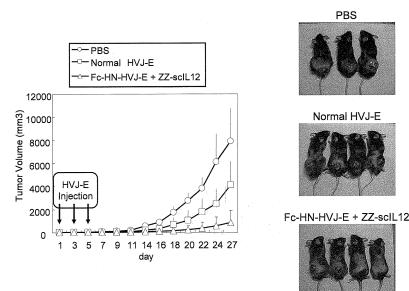 PBS
Normal HVJ-E
Fc-HN-HVJ-E + ZZ-scIL12
Tumor Volume (mm3)
12000
10000
8000
6000
4000
2000
0
HVJ-E
Injection
1 3 5 7 9 11 14 16 18 20 22 24 27
day
PBS
Normal HVJ-E
Fc-HN-HVJ-E + ZZ-scIL12